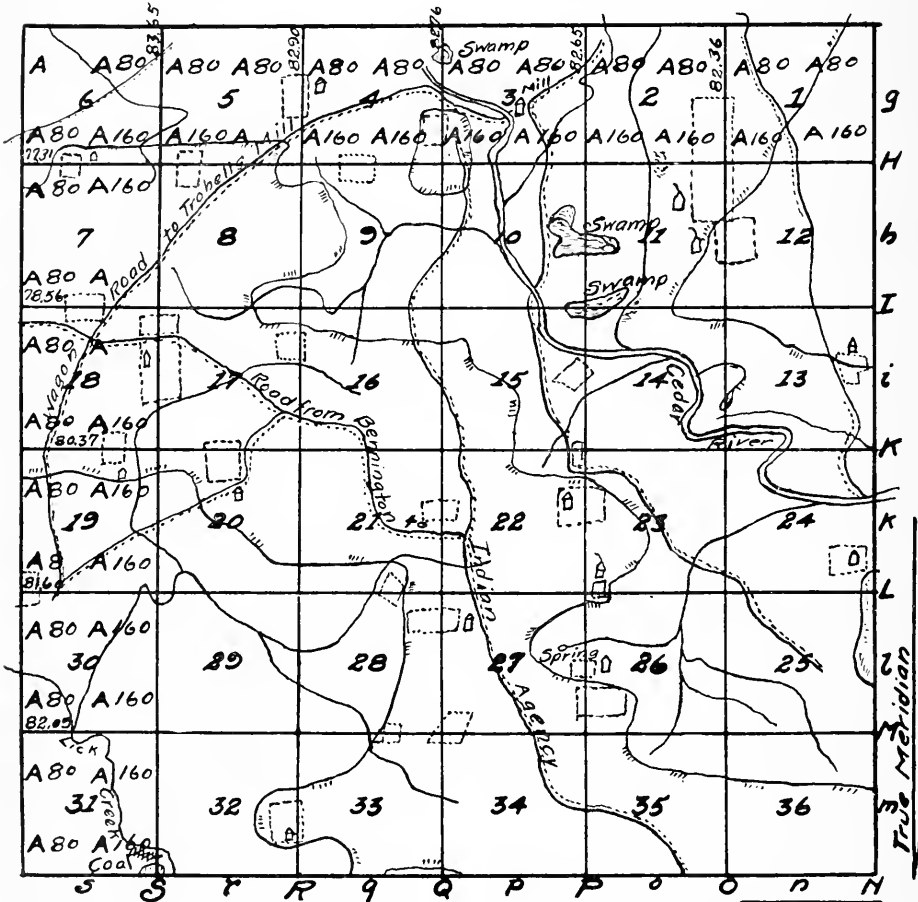 83.65 82.90 82.76 82.65 82.36
Swamp
A A80 A80 A80 A80 A80 A80 A80 A80 A80 A80 A80
6 5 4 3 Mill 2 1 g
A80 A160 A160 A A160 A160 A160 A160 A160 A160 A160 A160
77.31 H
A80 A160
Road to Trobells Mill
7 8 9 10 Swamp 11 12 h
A80 A
78.56 Swamp I
A80 A
Wagon 18 17 16 15 14 13 i
Road from Bennington
Cedar River
A80 A160
80.37 K
A80 A160
19 20 21 40 22 23 24 k
A8 A160
81.60 L
A80 A160
30 29 28 27 Spring 26 25 l
Indian Agency
A80 A160
82.05 M
Lick Creek
A80 A160
31 32 33 34 35 36 m
A80 A160
Coal
s S r R q Q p P o O n N
True Meridian